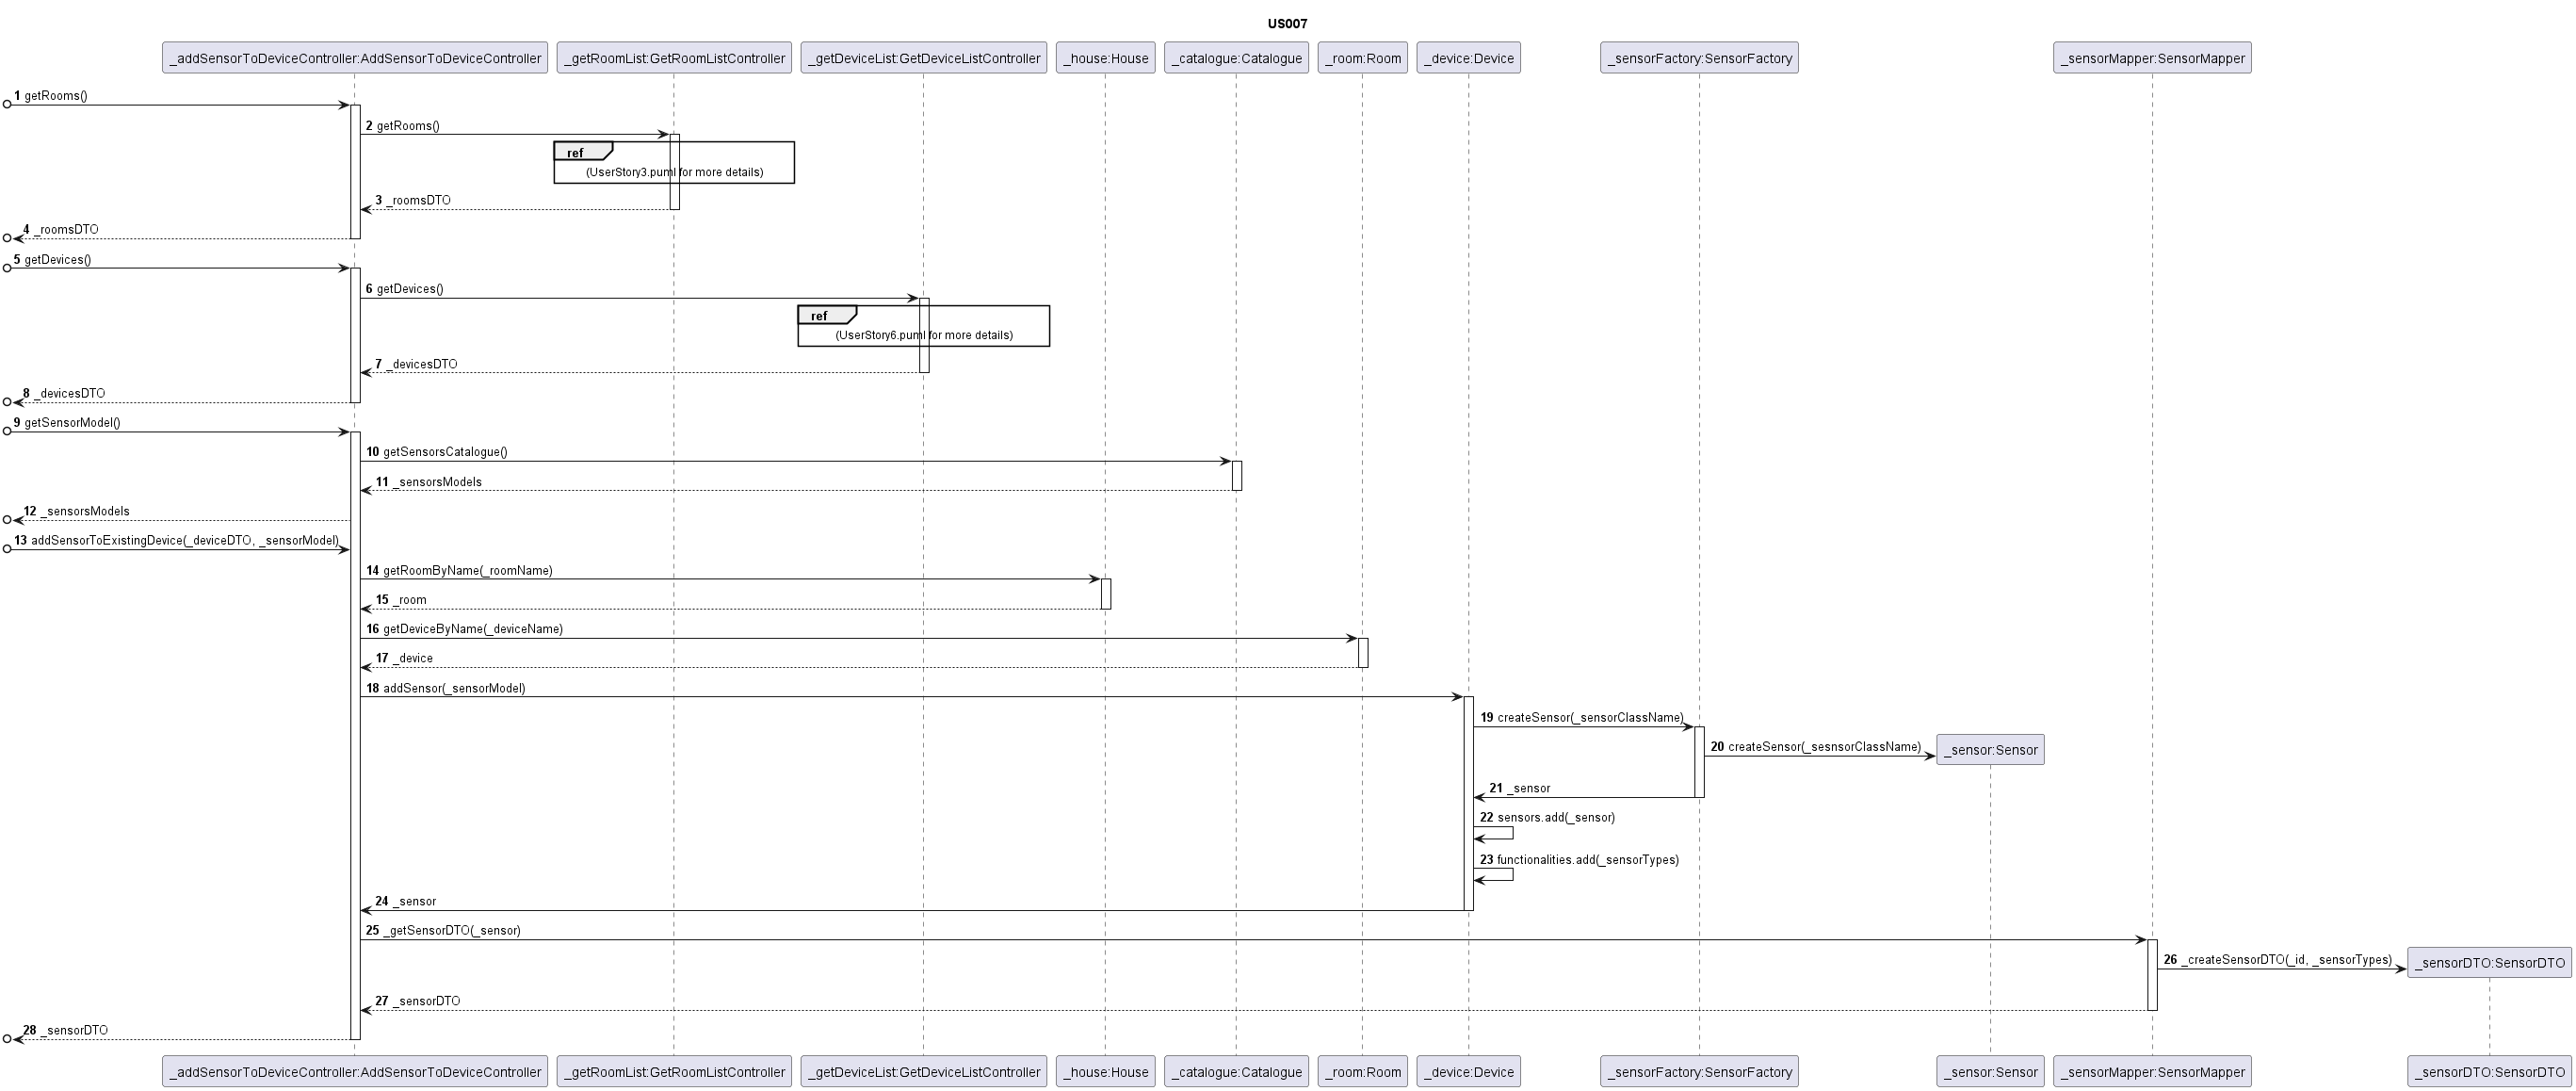 US007
_addSensorToDeviceController:AddSensorToDeviceController
_getRoomList:GetRoomListController
_getDeviceList:GetDeviceListController
_house:House
_catalogue:Catalogue
_room:Room
_device:Device
_sensorFactory:SensorFactory
_sensorMapper:SensorMapper
1 getRooms()
2 getRooms()
ref
(UserStory3.puml for more details)
3 _roomsDTO
4 _roomsDTO
5 getDevices()
6 getDevices()
ref
(UserStory6.puml for more details)
7 _devicesDTO
8 _devicesDTO
9 getSensorModel()
10 getSensorsCatalogue()
11 _sensorsModels
12 _sensorsModels
13 addSensorToExistingDevice(_deviceDTO, _sensorModel)
14 getRoomByName(_roomName)
15 _room
16 getDeviceByName(_deviceName)
17 _device
18 addSensor(_sensorModel)
19 createSensor(_sensorClassName)
20 createSensor(_sesnsorClassName)
_sensor:Sensor
21 _sensor
22 sensors.add(_sensor)
23 functionalities.add(_sensorTypes)
24 _sensor
25 _getSensorDTO(_sensor)
26 _createSensorDTO(_id, _sensorTypes)
_sensorDTO:SensorDTO
27 _sensorDTO
28 _sensorDTO
_addSensorToDeviceController:AddSensorToDeviceController
_getRoomList:GetRoomListController
_getDeviceList:GetDeviceListController
_house:House
_catalogue:Catalogue
_room:Room
_device:Device
_sensorFactory:SensorFactory
_sensor:Sensor
_sensorMapper:SensorMapper
_sensorDTO:SensorDTO